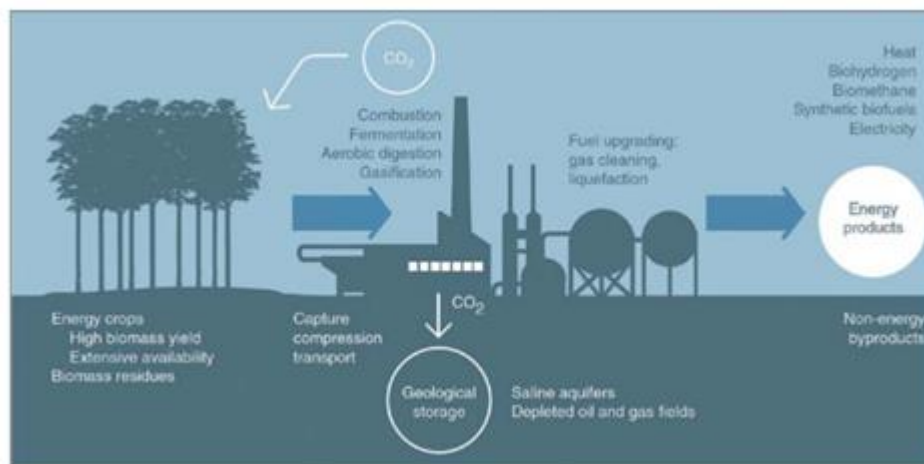 CO₂
Combustion
Fermentation
Aerobic digestion
Gasification
Fuel upgrading:
gas cleaning,
liquefaction
Heat
Biohydrogen
Biomethane
Synthetic biofuels
Electricity
Energy
products
Energy crops
High biomass yield
Extensive availability
Biomass residues
Capture
compression
transport
CO₂
Geological
storage
Saline aquifers
Depleted oil and gas fields
Non-energy
byproducts